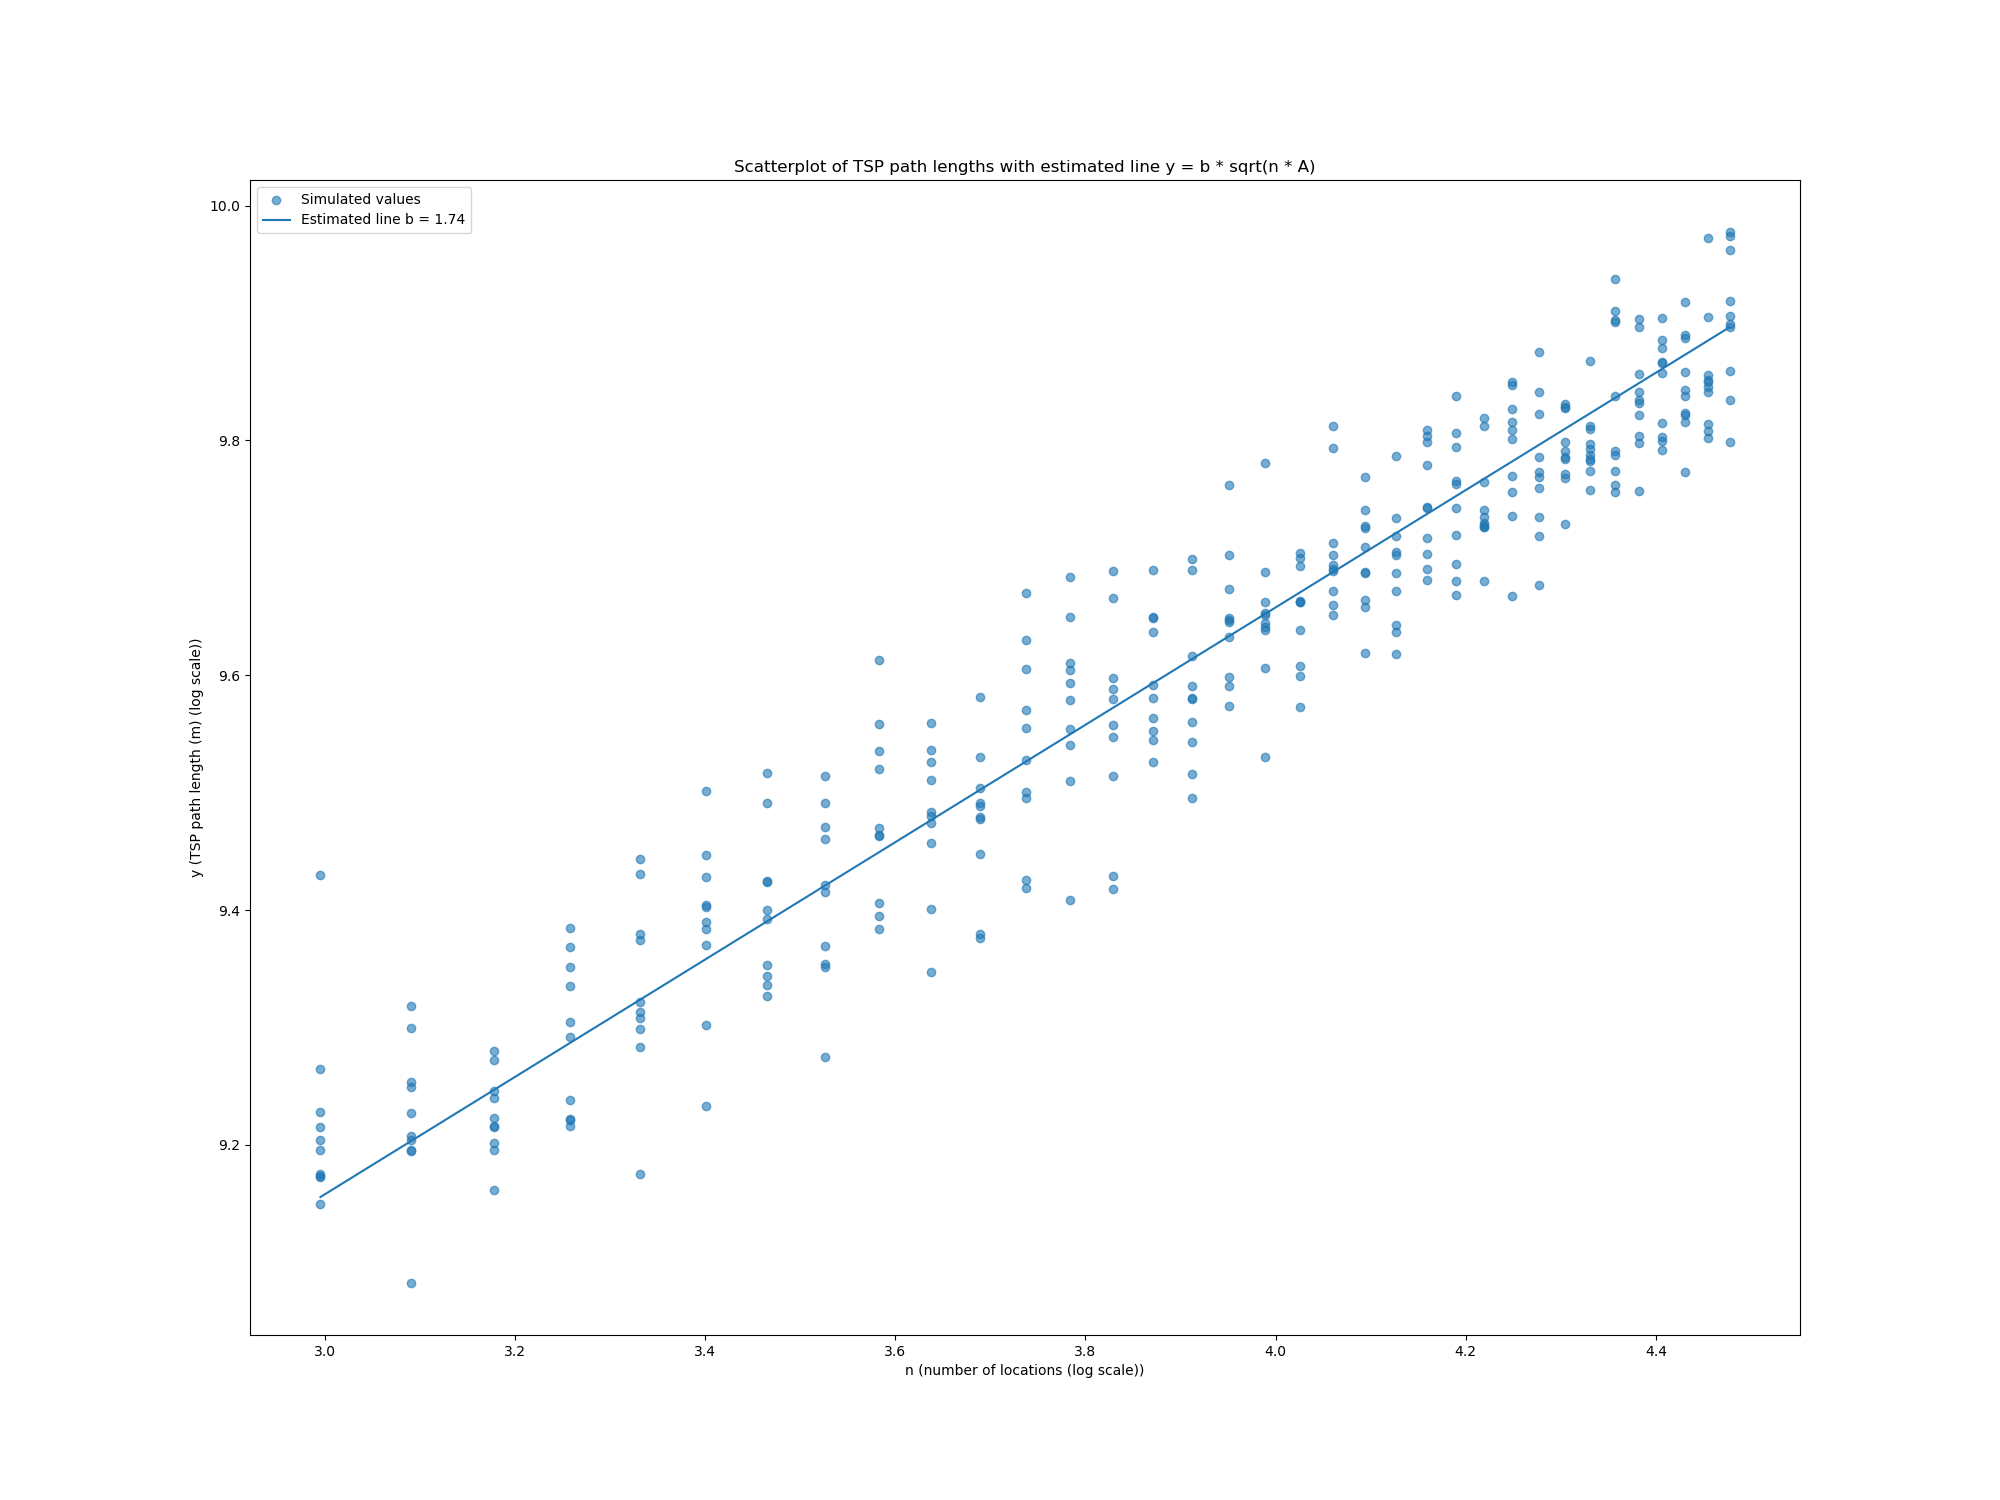 Scatterplot of TSP path lengths with estimated line y = b * sqrt(n * A)
Simulated values
Estimated line b = 1.74
10.0
9.8
9.6
9.4
9.2
y (TSP path length (m) (log scale))
3.0 3.2 3.4 3.6 3.8 4.0 4.2 4.4
n (number of locations (log scale))